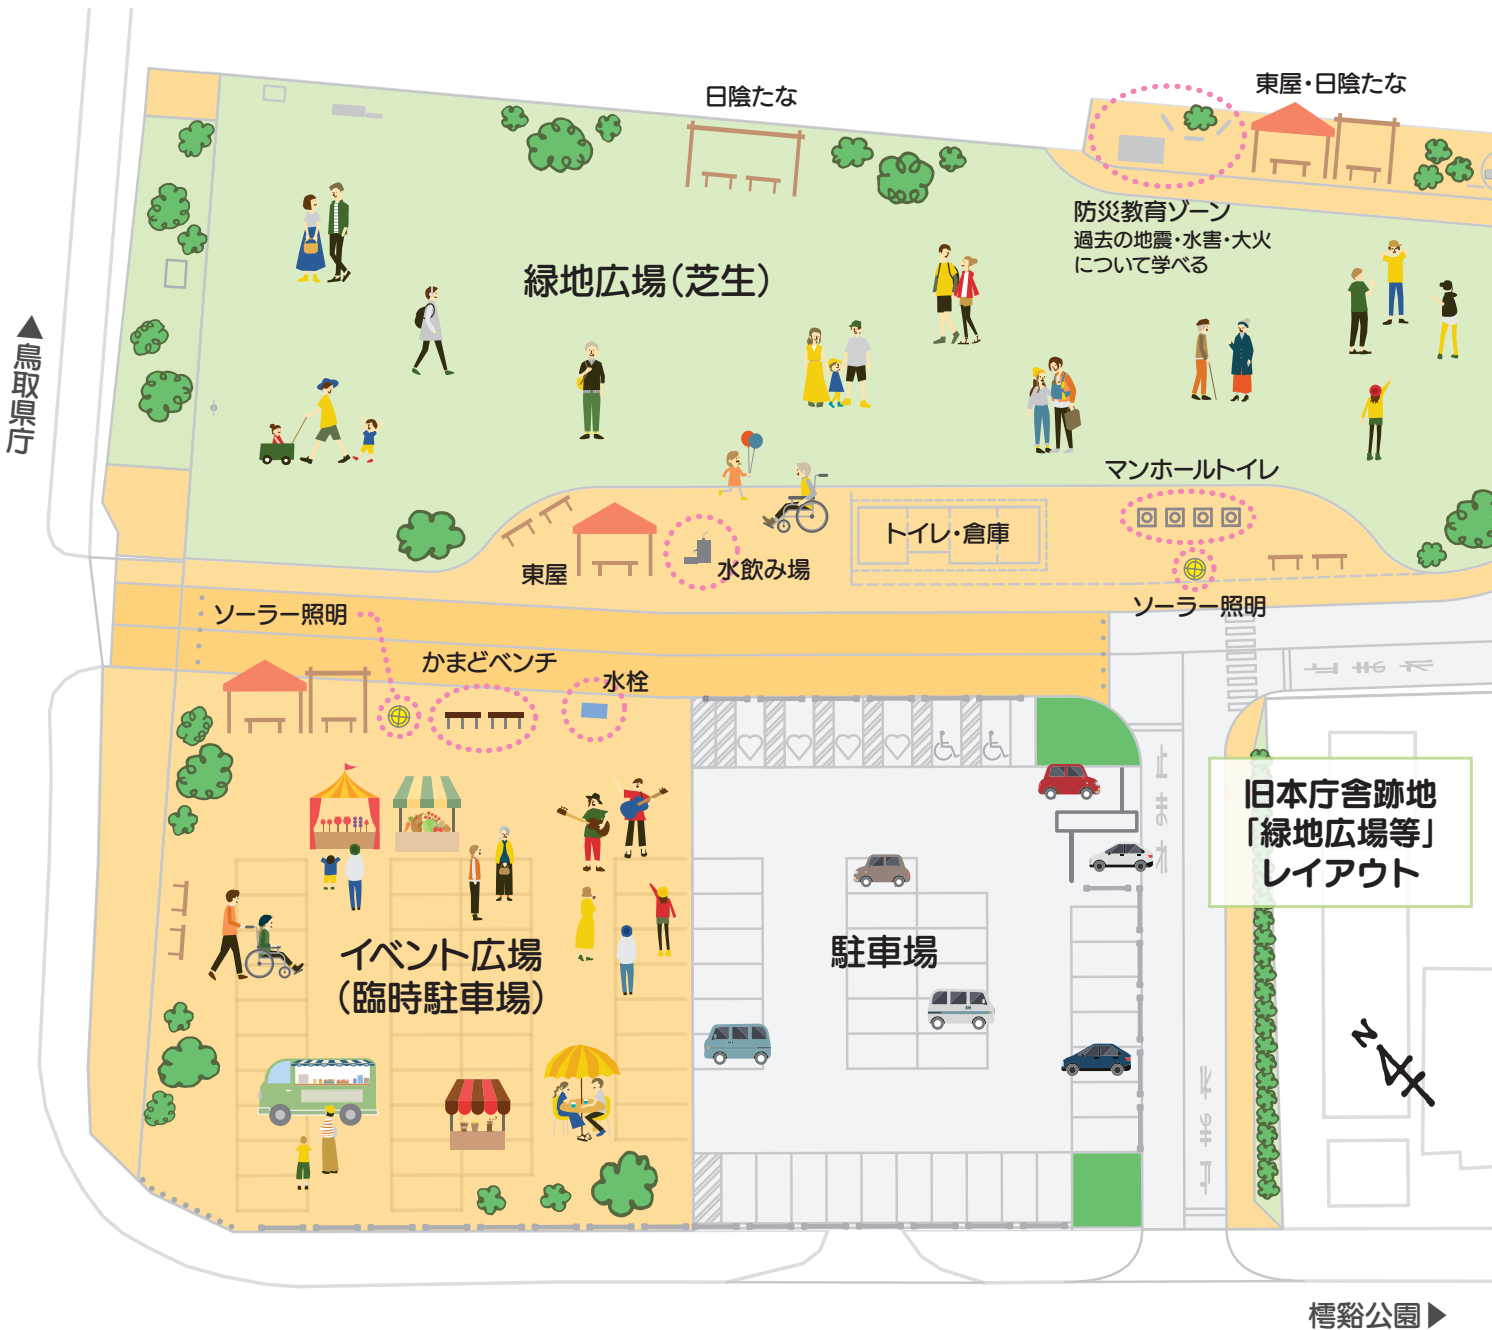 日陰たな
東屋・日陰たな
防災教育ゾーン
過去の地震・水害・大火
について学べる
緑地広場(芝生)
▲鳥取県庁
マンホールトイレ
トイレ・倉庫
東屋
水飲み場
ソーラー照明
ソーラー照明
かまどベンチ
水栓
旧本庁舎跡地
「緑地広場等」
レイアウト
イベント広場
(臨時駐車場)
駐車場
N
樗谿公園▶